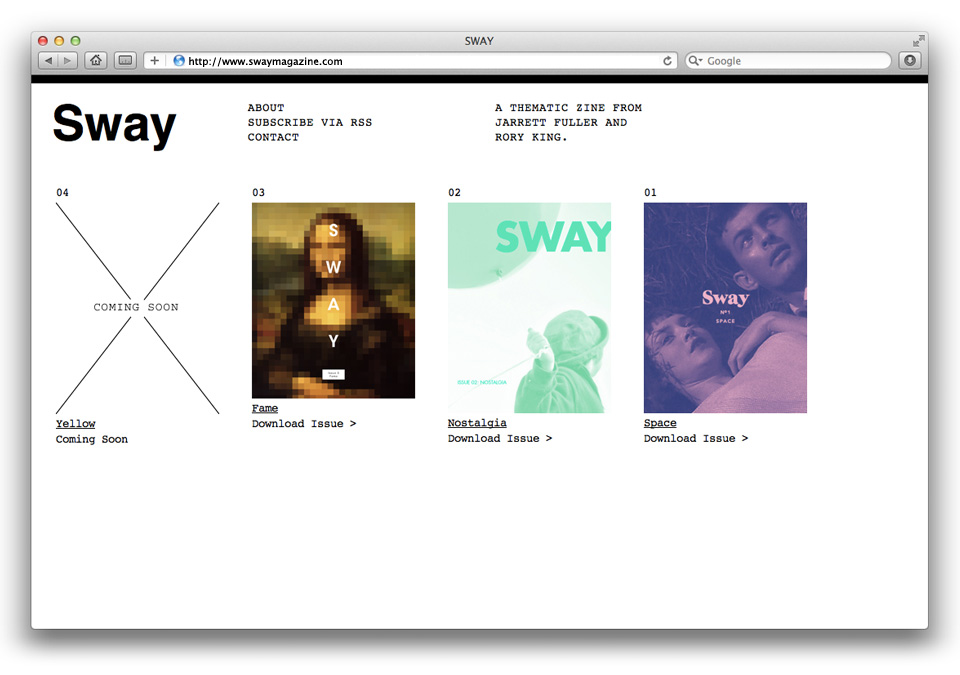 SWAY
http://www.swaymagazine.com
Google
Sway
ABOUT
SUBSCRIBE VIA RSS
CONTACT
A THEMATIC ZINE FROM
JARRETT FULLER AND
RORY KING.
04
COMING SOON
Yellow
Coming Soon
03
S
W
A
Y
Fame
Download Issue >
02
SWAY
ISSUE 02: NOSTALGIA
Nostalgia
Download Issue >
01
Sway
Nº1
SPACE
Space
Download Issue >